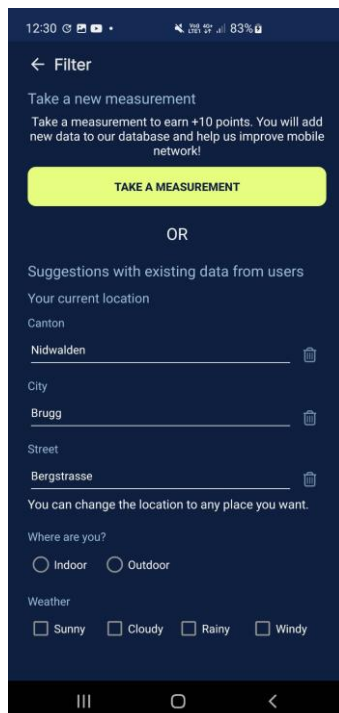 12:30
83%
Filter
Take a new measurement
Take a measurement to earn +10 points. You will add
new data to our database and help us improve mobile
network!
TAKE A MEASUREMENT
OR
Suggestions with existing data from users
Your current location
Canton
Nidwalden
City
Brugg
Street
Bergstrasse
You can change the location to any place you want.
Where are you?
Indoor Outdoor
Weather
Sunny Cloudy Rainy Windy